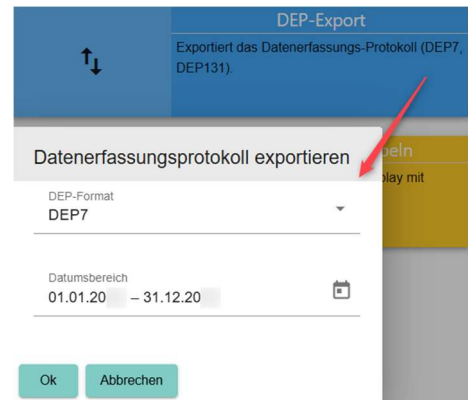 DEP-Export
Exportiert das Datenerfassungs-Protokoll (DEP7,
DEP131).
eln
play mit
Datenerfassungsprotokoll exportieren
DEP-Format
DEP7
Datumsbereich
01.01.20 – 31.12.20
Ok Abbrechen